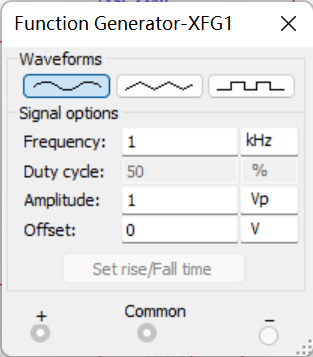 Function Generator-XFG1
Waveforms
Signal options
Frequency: 1 kHz
Duty cycle: 50 %
Amplitude: 1 Vp
Offset: 0 V
Set rise/Fall time
+ Common −